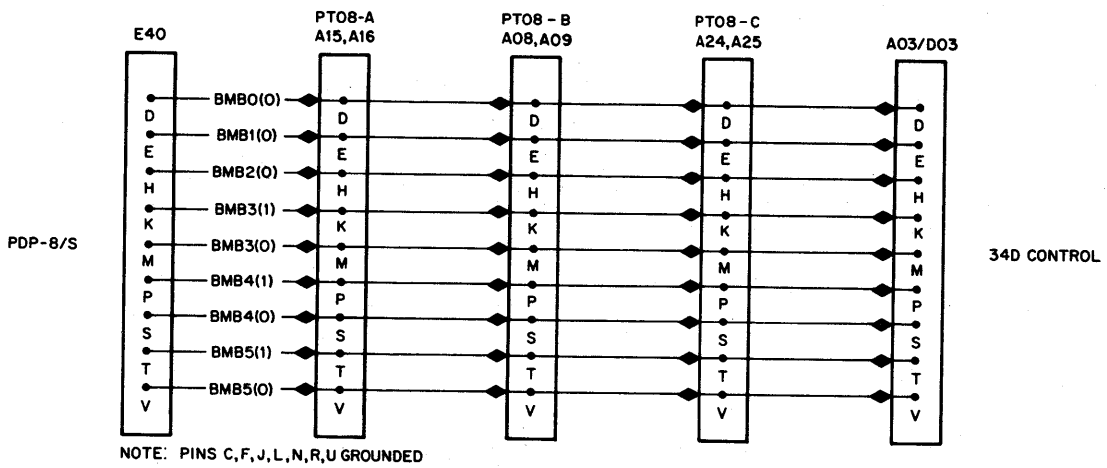 E40
PT08-A
A15,A16
PT08-B
A08,A09
PT08-C
A24,A25
A03/D03
PDP-8/S
34D CONTROL
BMB0(0)
D D D D D
BMB1(0)
E E E E E
BMB2(0)
H H H H H
BMB3(1)
K K K K K
BMB3(0)
M M M M M
BMB4(1)
P P P P P
BMB4(0)
S S S S S
BMB5(1)
T T T T T
BMB5(0)
V V V V V
NOTE: PINS C,F,J,L,N,R,U GROUNDED